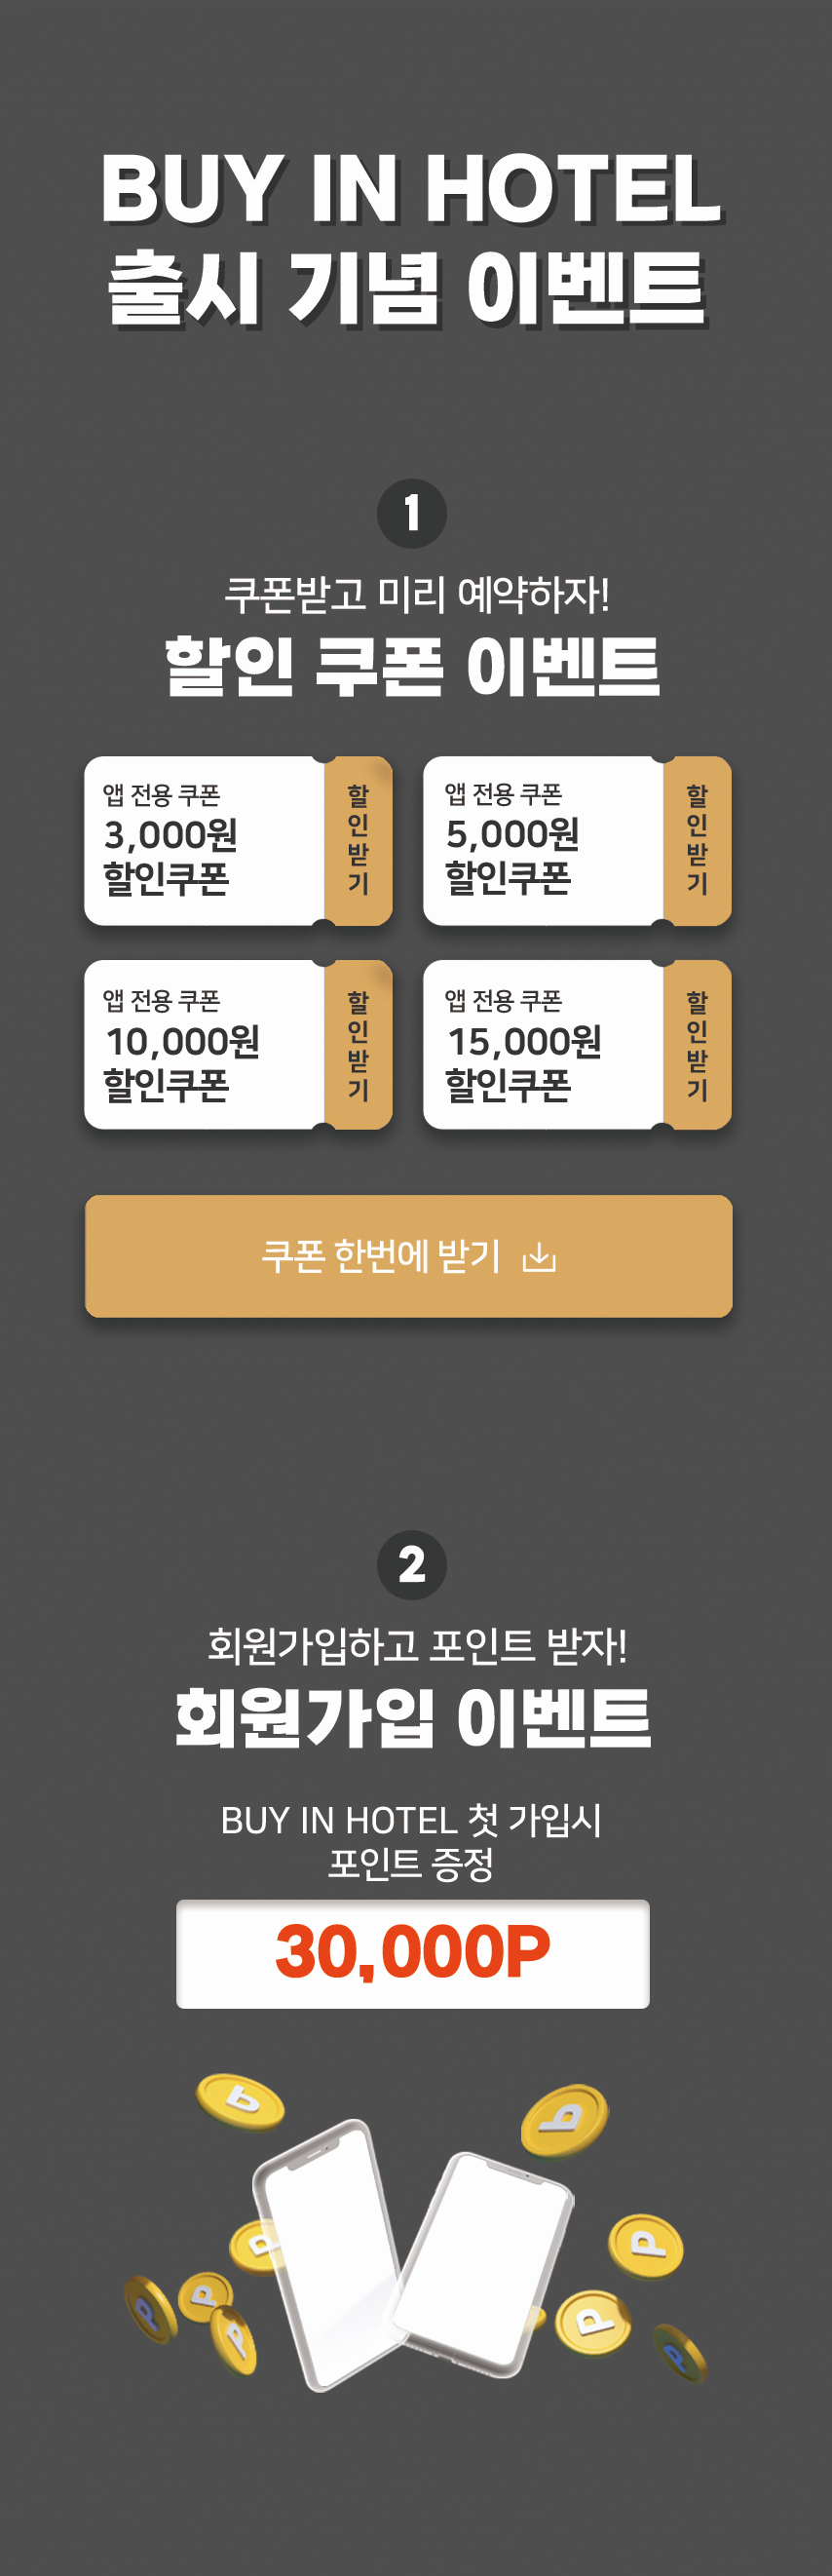 BUY IN HOTEL
출시 기념 이벤트
1
쿠폰받고 미리 예약하자!
할인 쿠폰 이벤트
앱 전용 쿠폰
3,000원
할인쿠폰
할인받기
앱 전용 쿠폰
5,000원
할인쿠폰
할인받기
앱 전용 쿠폰
10,000원
할인쿠폰
할인받기
앱 전용 쿠폰
15,000원
할인쿠폰
할인받기
쿠폰 한번에 받기
2
회원가입하고 포인트 받자!
회원가입 이벤트
BUY IN HOTEL 첫 가입시
포인트 증정
30,000P
P
P
P
P
P
P
P
P
P